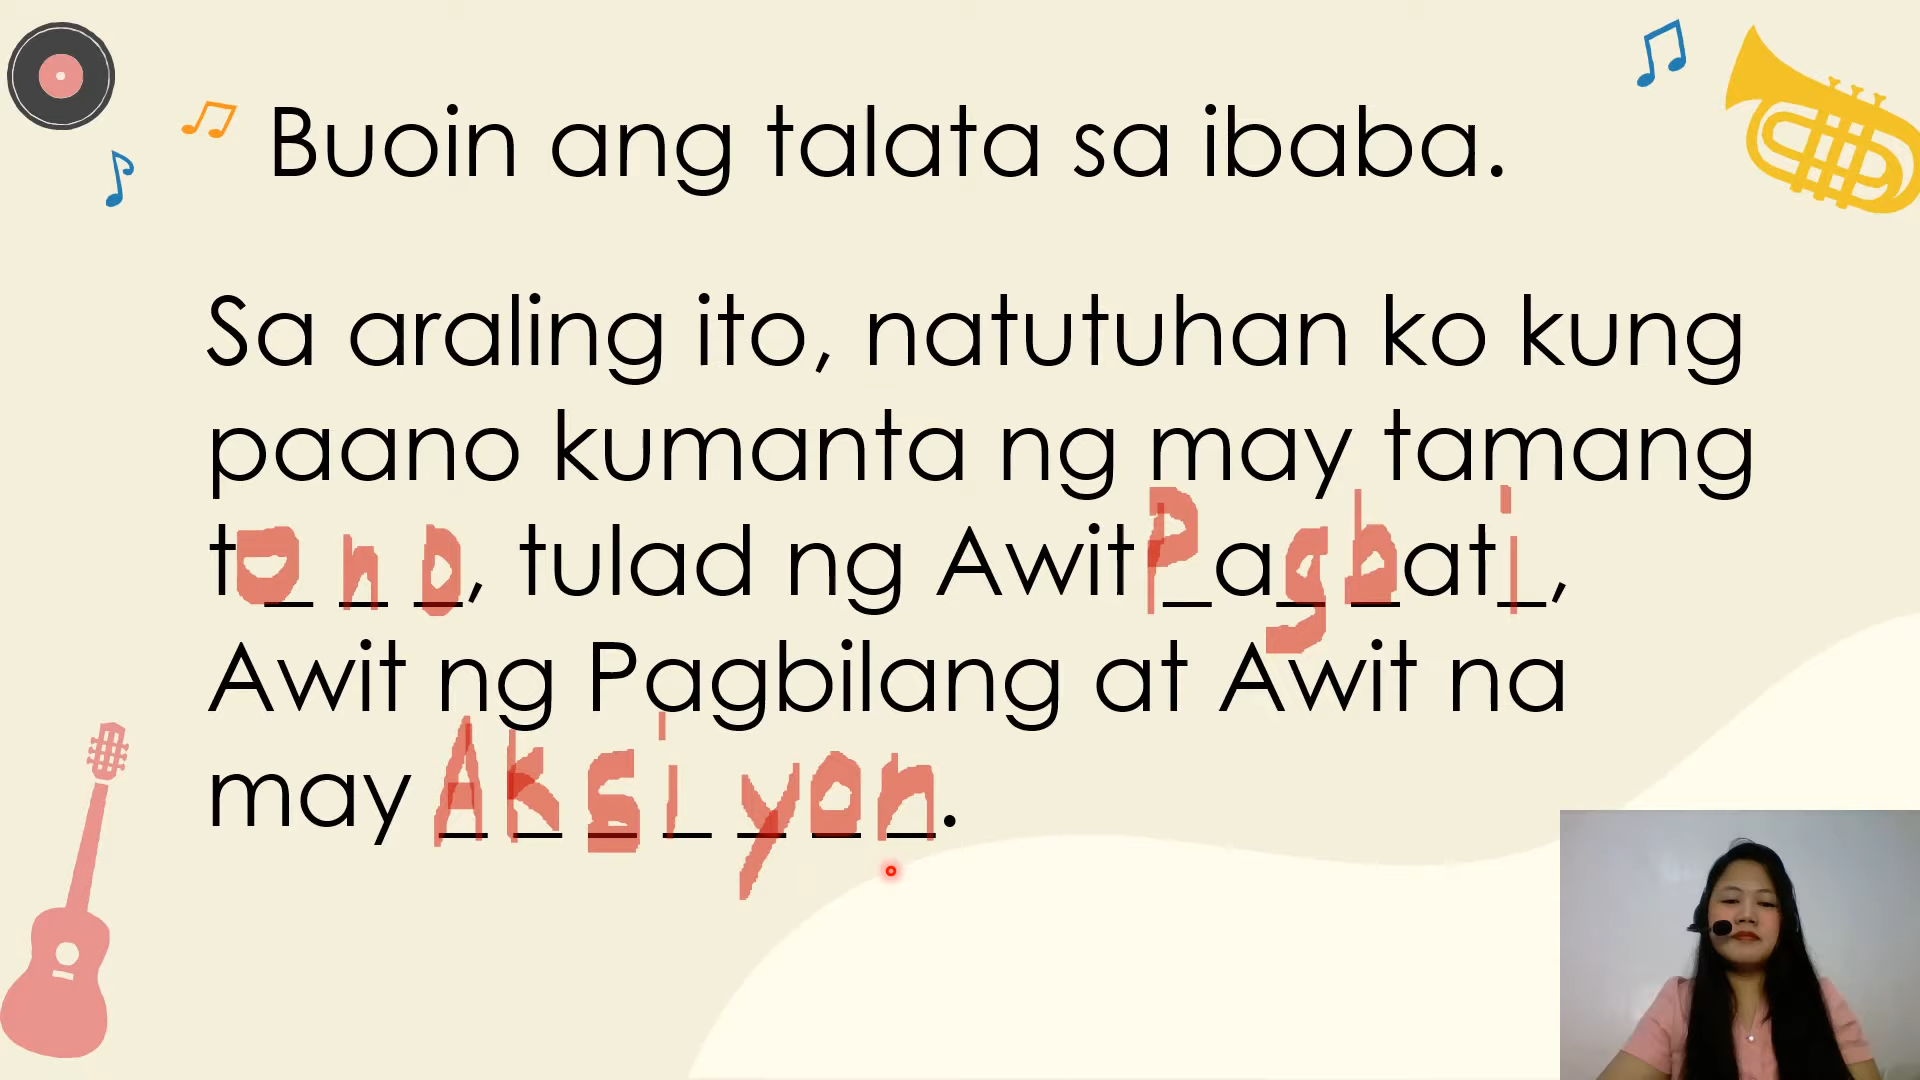 Buoin ang talata sa ibaba.
Sa araling ito, natutuhan ko kung
paano kumanta ng may tamang
tono, tulad ng Awit Pagbati,
Awit ng Pagbilang at Awit na
may Aksiyon.